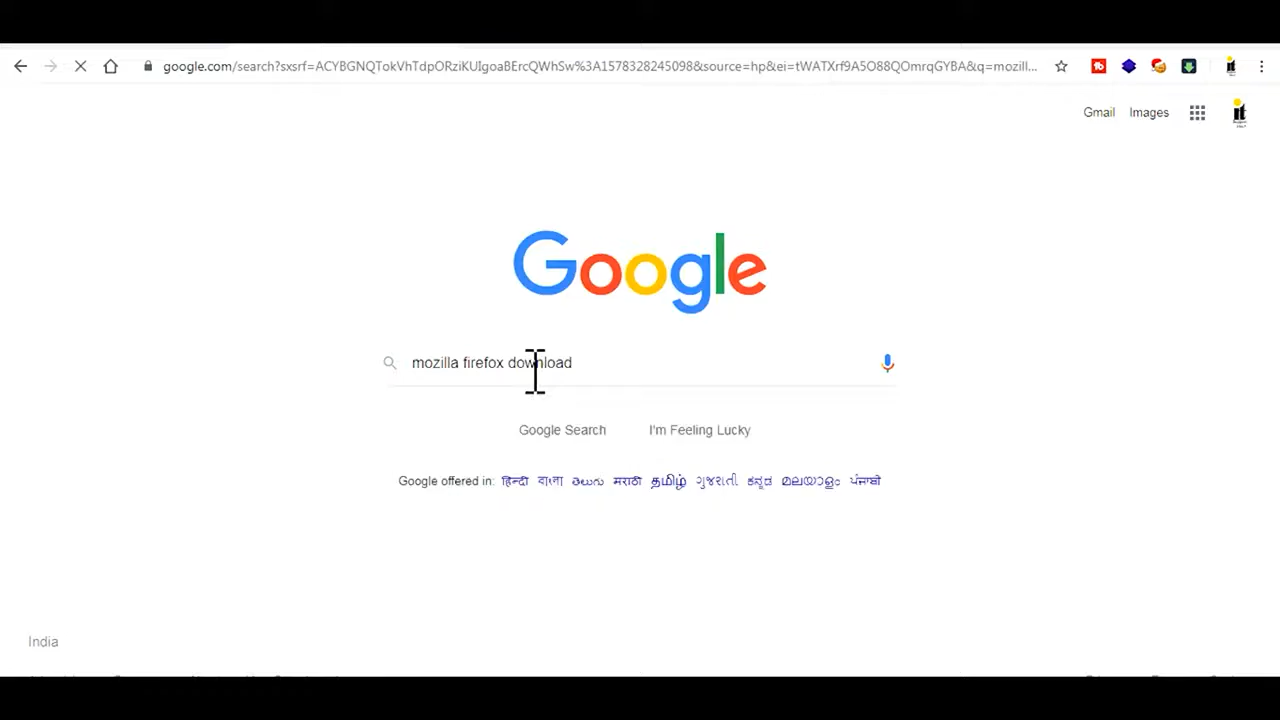 google.com/search?sxsrf=ACYBGNQTokVhTdpORziKUIgoaBErcQWhSw%3A1578328245098&source=hp&ei=tWATXrf9A5O88QOmrqGYBA&q=mozill...
Gmail Images
Google
mozilla firefox download
Google Search I'm Feeling Lucky
Google offered in: हिन्दी বাংলা తెలుగు मराठी தமிழ் ગુજરાતી ಕನ್ನಡ മലയാളം ਪੰਜਾਬੀ
India